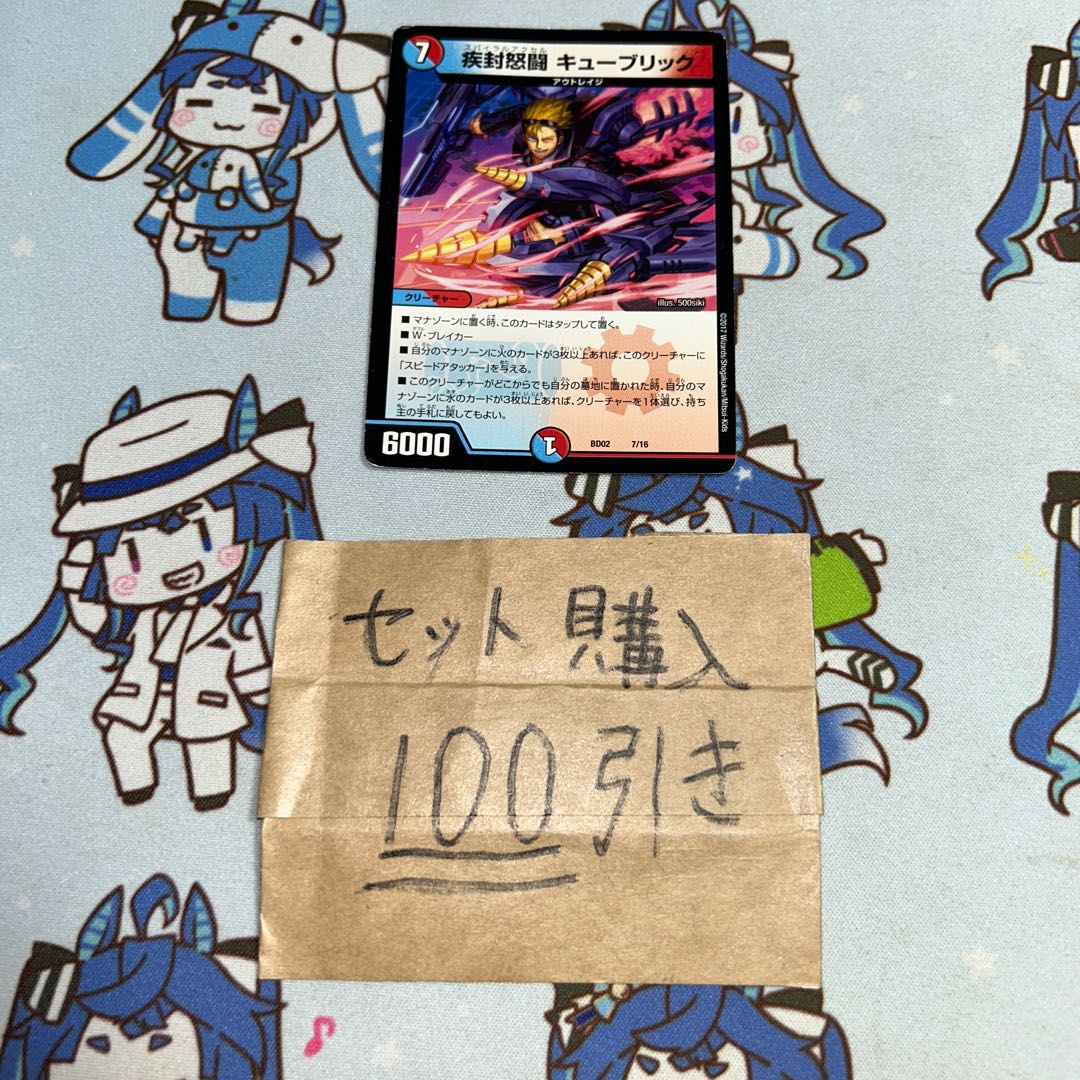 7
スパイラルアクセル
疾封怒闘 キューブリック
アウトレイジ
クリーチャー
illus. 500siki
■ マナゾーンに置く時、このカードはタップして置く。
■ W・ブレイカー
■ 自分のマナゾーンに火のカードが3枚以上あれば、このクリーチャーに
「スピードアタッカー」を与える。
■ このクリーチャーがどこからでも自分の墓地に置かれた時、自分のマ
ナゾーンに水のカードが3枚以上あれば、クリーチャーを1体選び、持ち
主の手札に戻してもよい。
©2017 Wizards/Shogakukan/Mitsui-Kids
6000
1
BD02 7/16
セット 購入
100引き